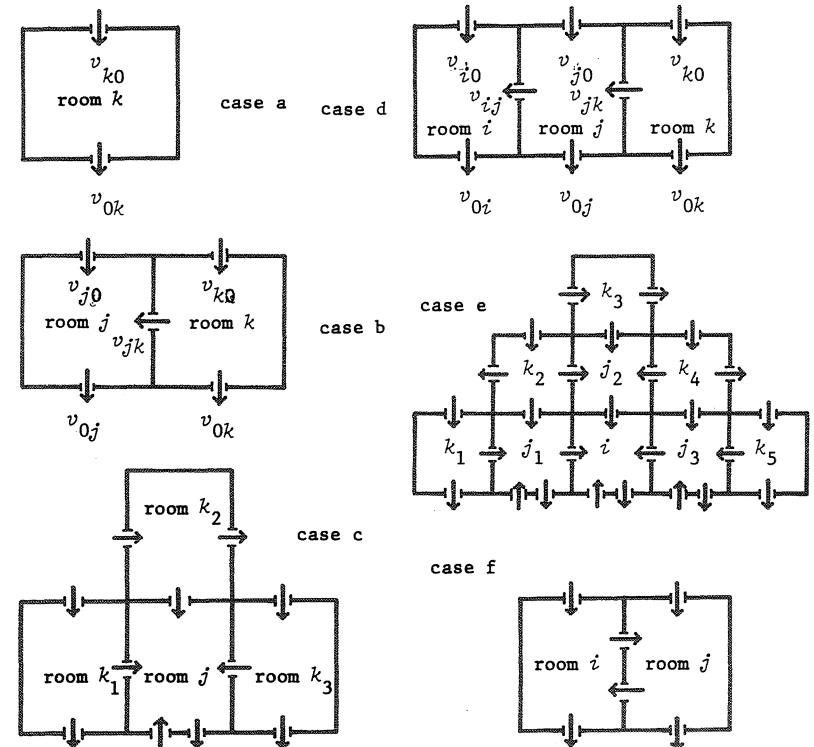 v_k0
room k
case a
v_0k
v_i0
v_j0
v_k0
v_ij
v_jk
case d
room i
room j
room k
v_0i
v_0j
v_0k
v_j0
v_k0
room j
room k
v_jk
case b
v_0j
v_0k
case e
k_3
k_2
j_2
k_4
k_1
j_1
i
j_3
k_5
room k_2
case c
room k_1
room j
room k_3
case f
room i
room j